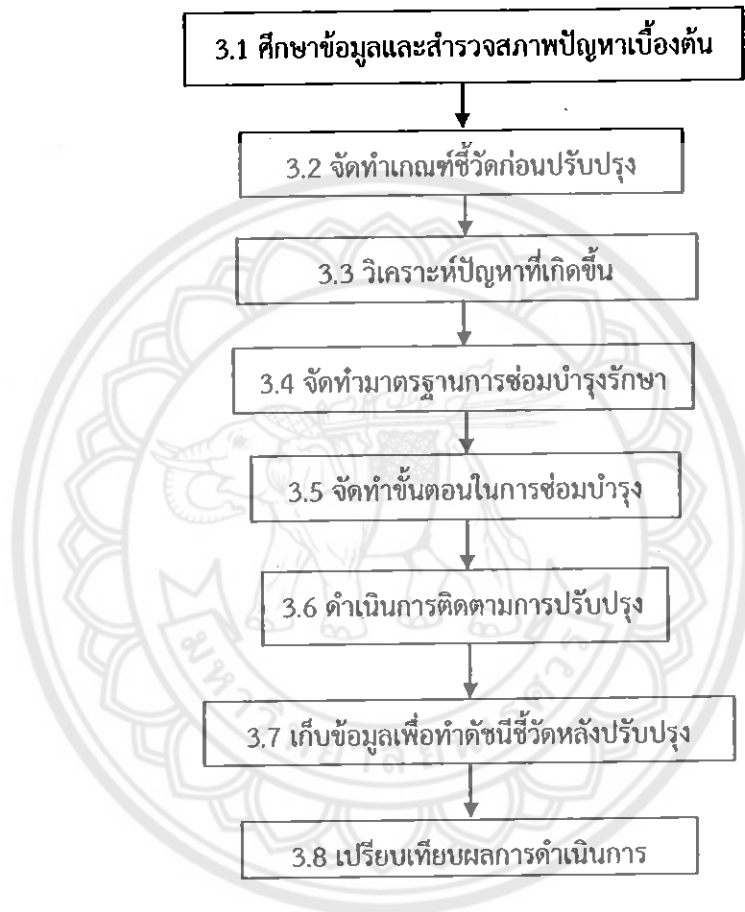 3.1 ศึกษาข้อมูลและสำรวจสภาพปัญหาเบื้องต้น
3.2 จัดทำเกณฑ์ชี้วัดก่อนปรับปรุง
3.3 วิเคราะห์ปัญหาที่เกิดขึ้น
3.4 จัดทำมาตรฐานการซ่อมบำรุงรักษา
3.5 จัดทำขั้นตอนในการซ่อมบำรุง
3.6 ดำเนินการติดตามการปรับปรุง
3.7 เก็บข้อมูลเพื่อทำดัชนีชี้วัดหลังปรับปรุง
3.8 เปรียบเทียบผลการดำเนินการ